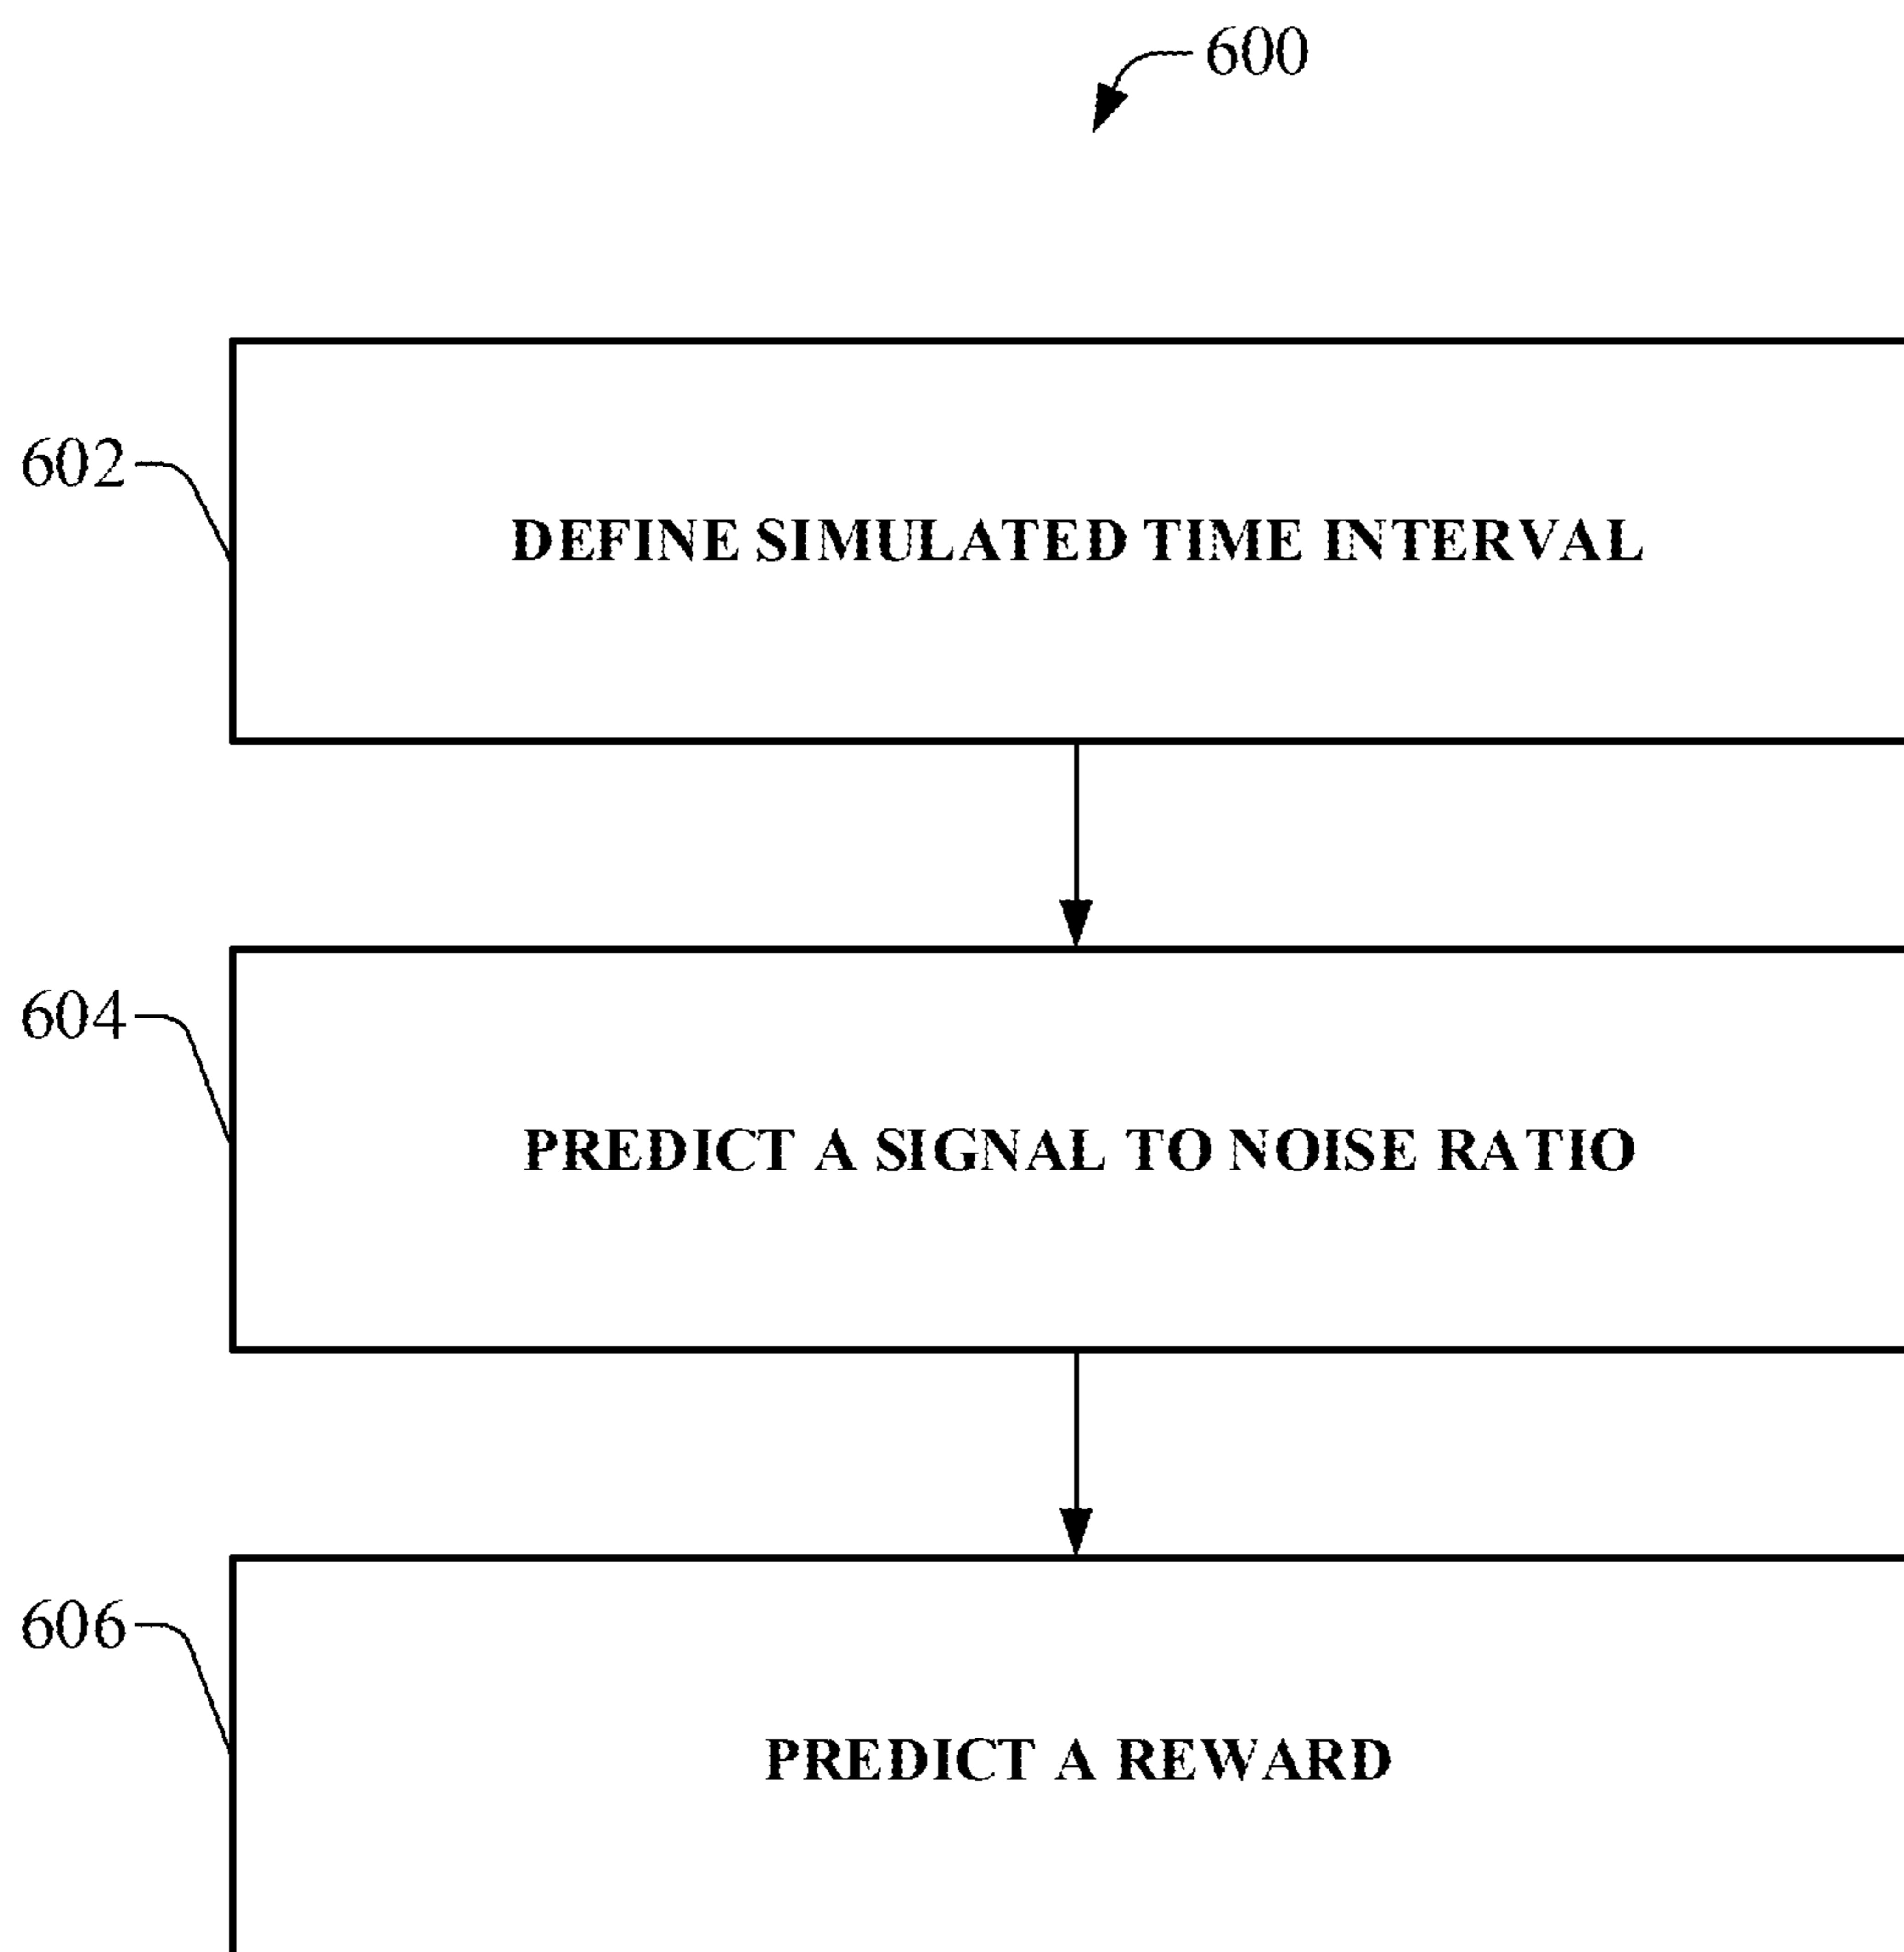 600
602
DEFINE SIMULATED TIME INTERVAL
604
PREDICT A SIGNAL TO NOISE RATIO
606
PREDICT A REWARD